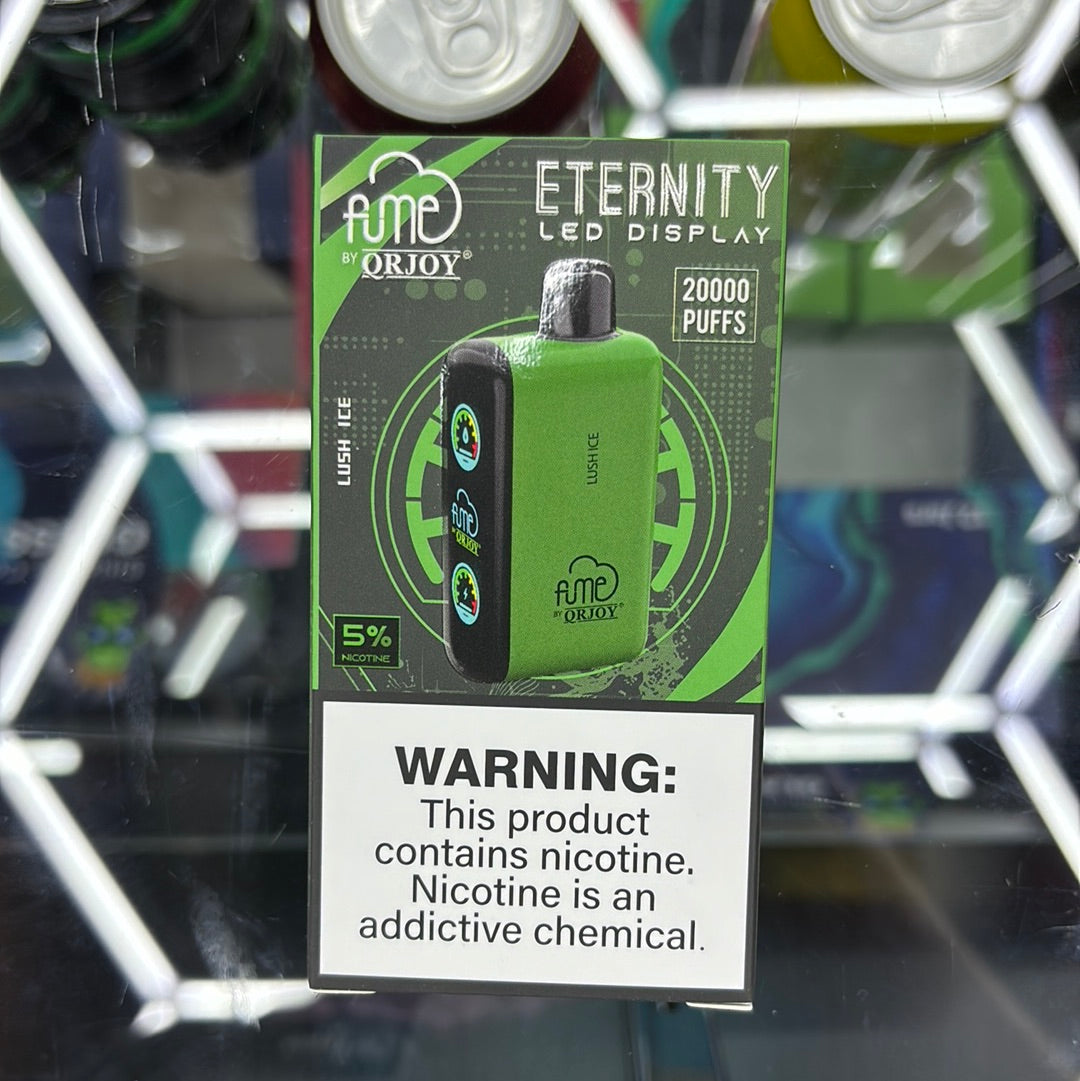 fume
BY QRJOY®
ETERNITY
LED DISPLAY
20000
PUFFS
LUSH ICE
LUSH ICE
fume
BY QRJOY®
fume
BY QRJOY®
5%
NICOTINE
WARNING:
This product
contains nicotine.
Nicotine is an
addictive chemical.